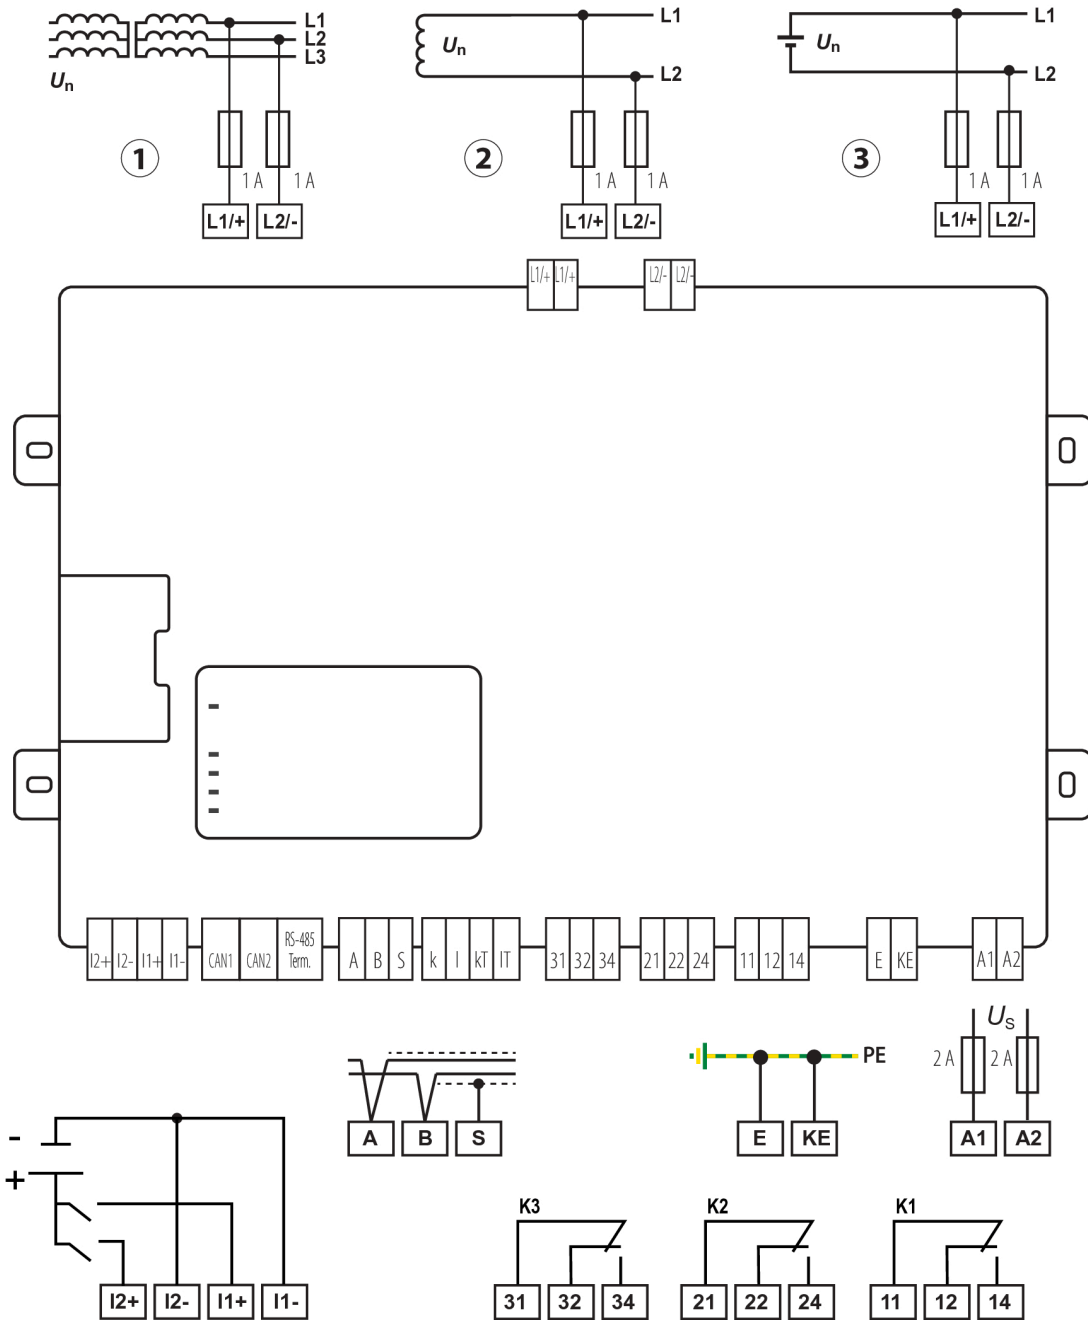 L1
L2
L3
Un
1
1 A
1 A
L1/+
L2/-
L1
Un
L2
2
1 A
1 A
L1/+
L2/-
L1
Un
L2
3
1 A
1 A
L1/+
L2/-
L1/+ L1/+ L2/- L2/-
I2+ I2- I1+ I1- CAN1 CAN2 RS-485 Term. A B S k l kT lT 31 32 34 21 22 24 11 12 14 E KE A1 A2
US
2 A 2 A
PE
A B S
E KE
A1 A2
-
+
I2+ I2- I1+ I1-
K3
31 32 34
K2
21 22 24
K1
11 12 14